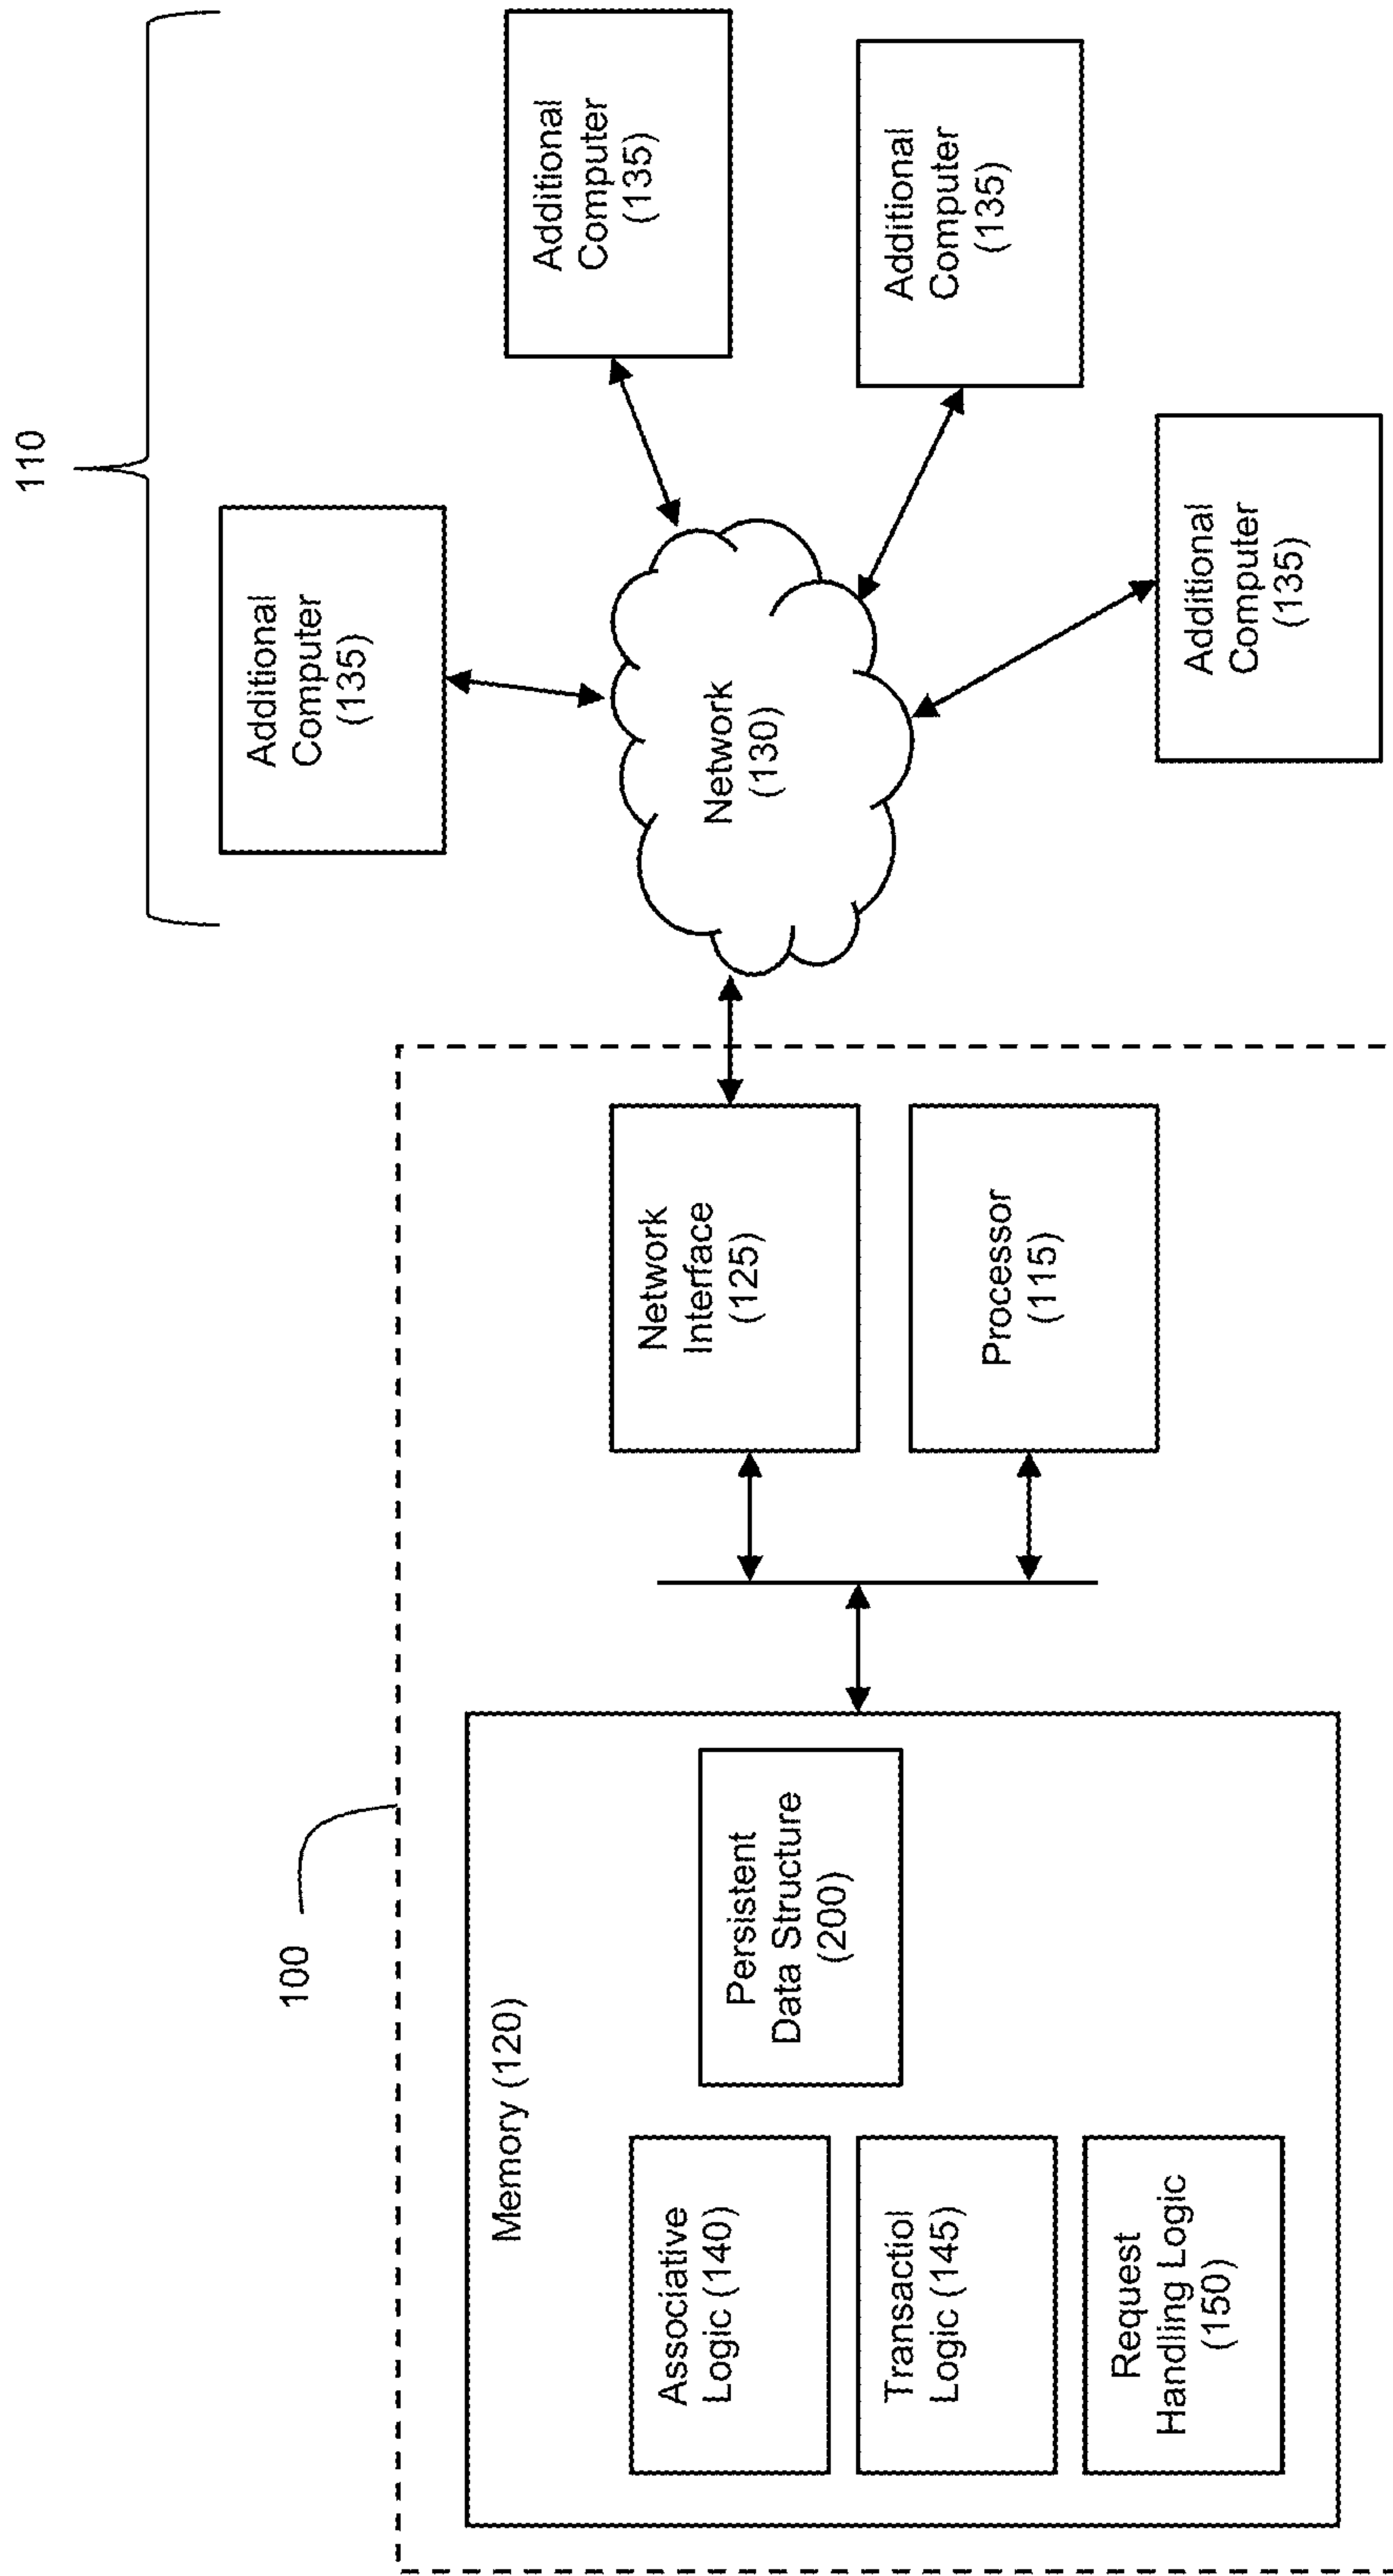 110
Additional
Computer
(135)
Additional
Computer
(135)
Additional
Computer
(135)
Additional
Computer
(135)
Network
(130)
100
Network
Interface
(125)
Processor
(115)
Memory (120)
Persistent
Data Structure
(200)
Associative
Logic (140)
Transactiol
Logic (145)
Request
Handling Logic
(150)